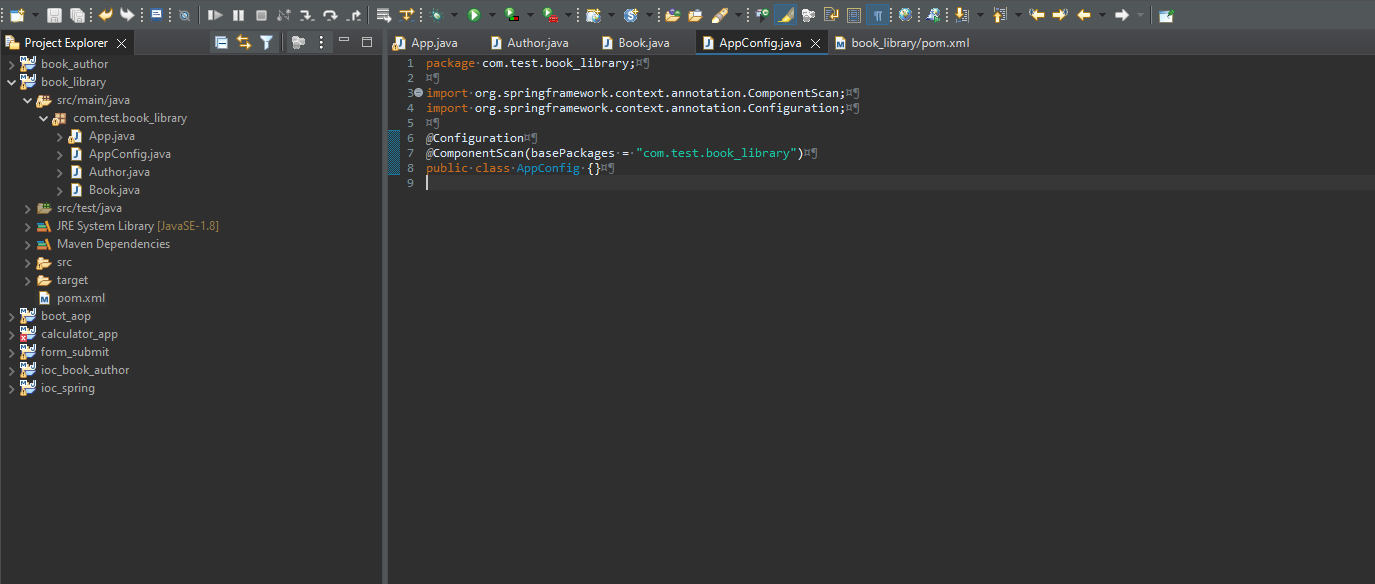 Project Explorer
book_author
book_library
src/main/java
com.test.book_library
App.java
AppConfig.java
Author.java
Book.java
src/test/java
JRE System Library [JavaSE-1.8]
Maven Dependencies
src
target
pom.xml
boot_aop
calculator_app
form_submit
ioc_book_author
ioc_spring
App.java Author.java Book.java AppConfig.java book_library/pom.xml
1 package·com.test.book_library;¤¶
2 ¤¶
3 import·org.springframework.context.annotation.ComponentScan;¤¶
4 import·org.springframework.context.annotation.Configuration;¤¶
5 ¤¶
6 @Configuration¤¶
7 @ComponentScan(basePackages·=·"com.test.book_library")¤¶
8 public·class·AppConfig·{}¤¶
9